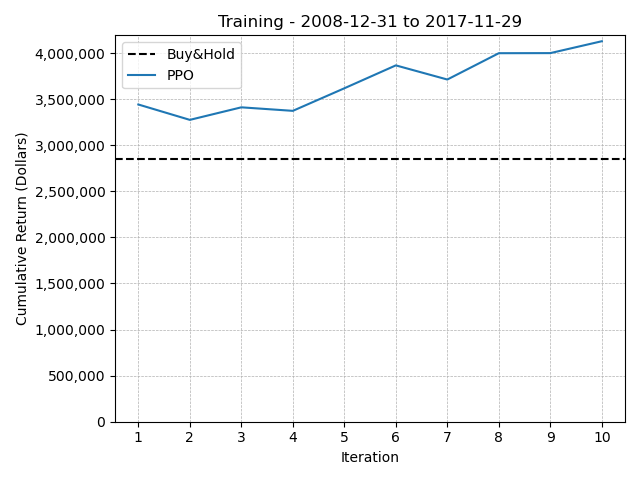 Training - 2008-12-31 to 2017-11-29
Buy&Hold
PPO
Cumulative Return (Dollars)
4,000,000
3,500,000
3,000,000
2,500,000
2,000,000
1,500,000
1,000,000
500,000
0
1 2 3 4 5 6 7 8 9 10
Iteration